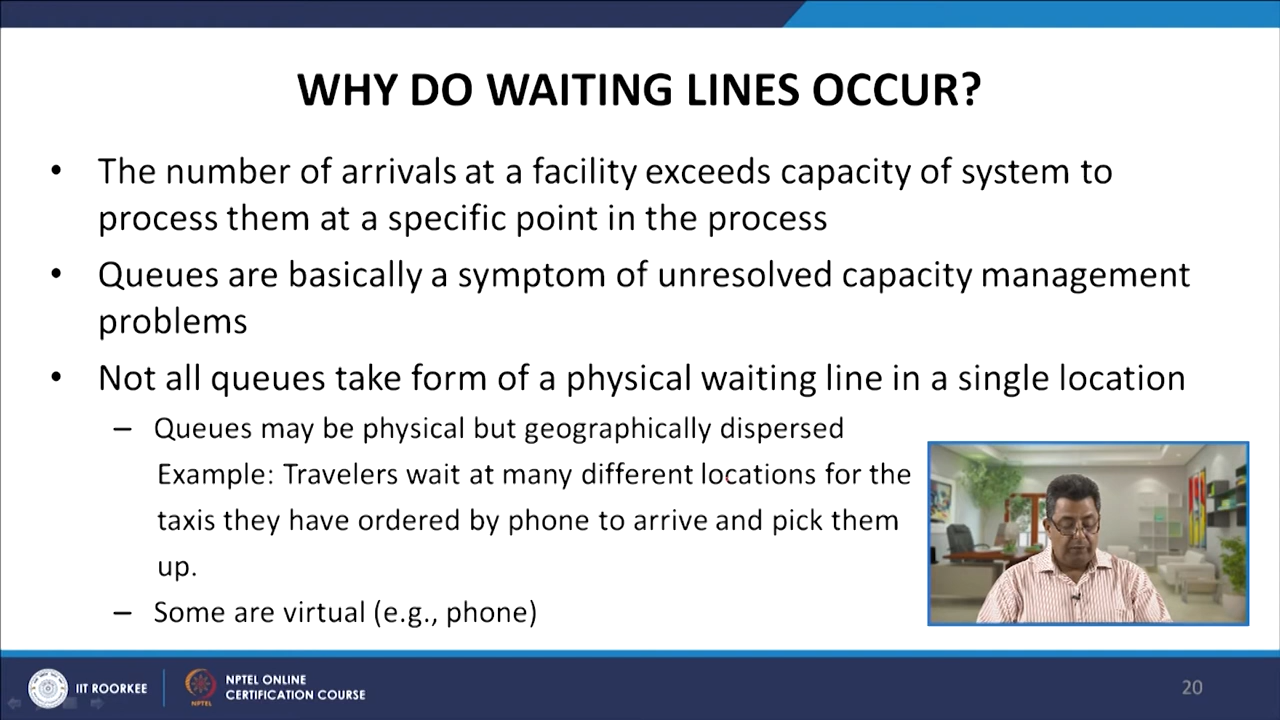 WHY DO WAITING LINES OCCUR?
• The number of arrivals at a facility exceeds capacity of system to
process them at a specific point in the process
• Queues are basically a symptom of unresolved capacity management
problems
• Not all queues take form of a physical waiting line in a single location
– Queues may be physical but geographically dispersed
Example: Travelers wait at many different locations for the
taxis they have ordered by phone to arrive and pick them
up.
– Some are virtual (e.g., phone)
IIT ROORKEE
NPTEL
NPTEL ONLINE
CERTIFICATION COURSE
20